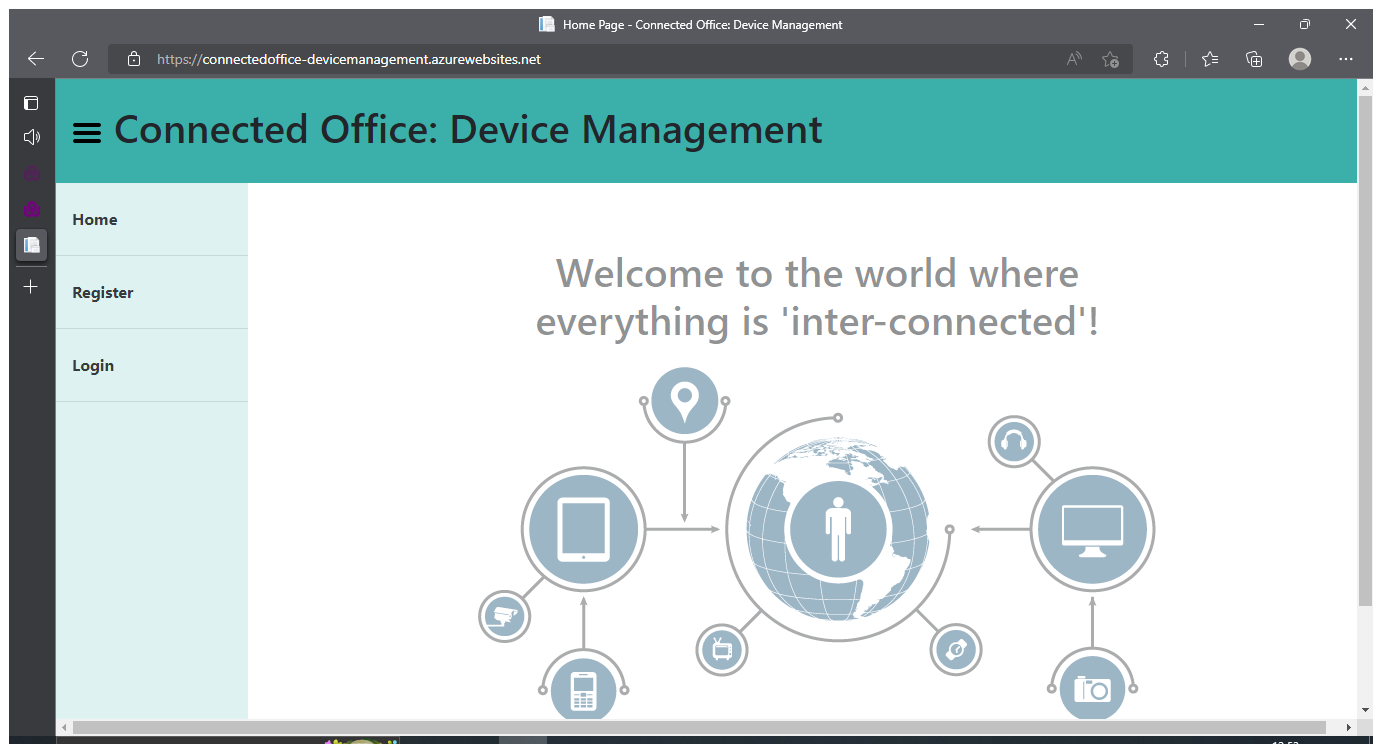 Home Page - Connected Office: Device Management
https://connectedoffice-devicemanagement.azurewebsites.net
Connected Office: Device Management
Home
Register
Login
Welcome to the world where
everything is 'inter-connected'!